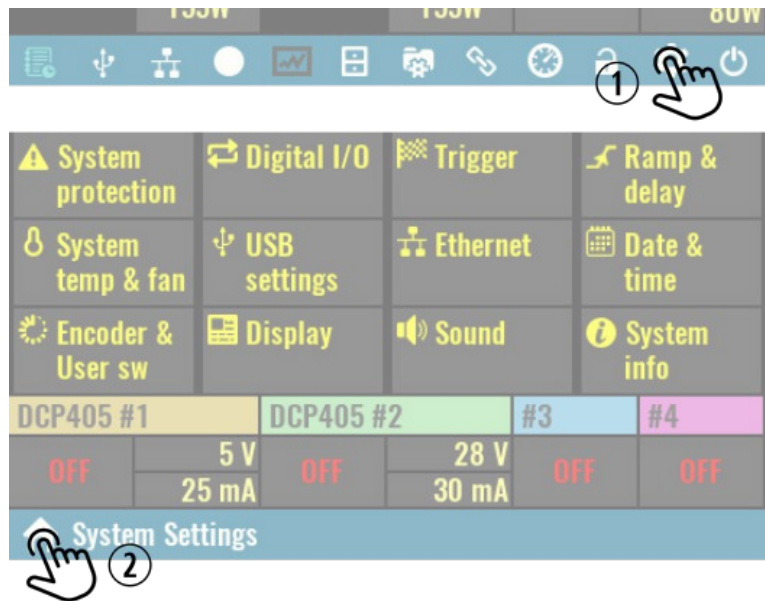 155W 155W 80W
1
System protection
Digital I/O
Trigger
Ramp & delay
System temp & fan
USB settings
Ethernet
Date & time
Encoder & User sw
Display
Sound
System info
DCP405 #1 DCP405 #2 #3 #4
OFF 5 V 25 mA OFF 28 V 30 mA OFF OFF
System Settings
2